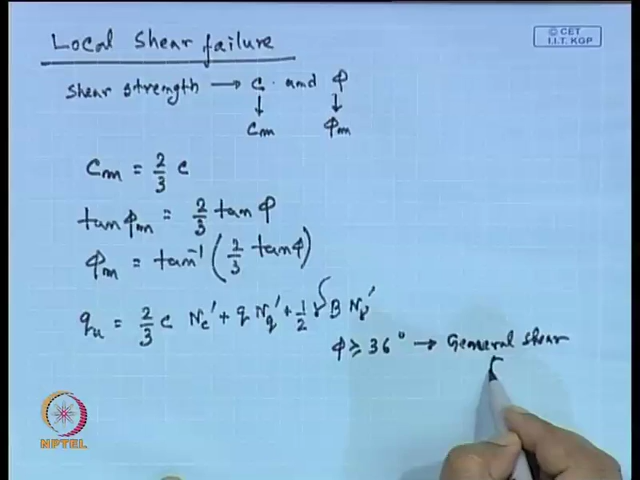 Local Shear failure
© CET
I.I.T. KGP
Shear strength → c and φ
↓ ↓
cm φm
cm = 2/3 c
tan φm = 2/3 tan φ
φm = tan⁻¹ (2/3 tan φ)
qu = 2/3 c Nc' + q Nq' + 1/2 γ B Nγ'
φ ≥ 36° → General shear
NPTEL